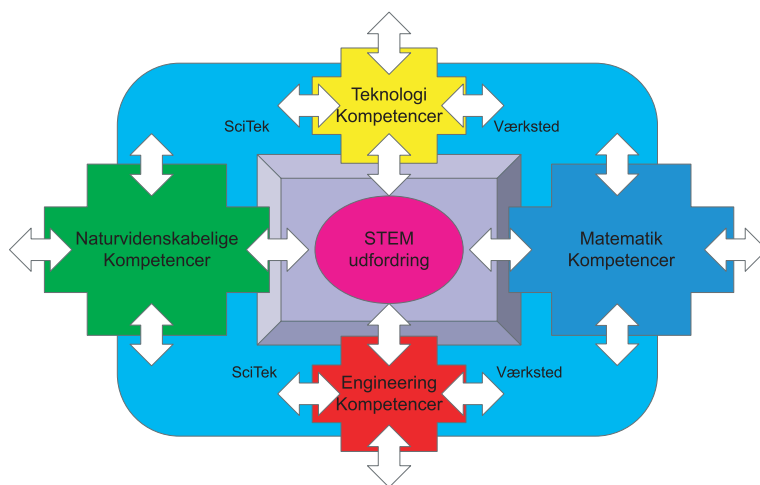 Teknologi
Kompetencer
SciTek
Værksted
Naturvidenskabelige
Kompetencer
STEM
udfordring
Matematik
Kompetencer
SciTek
Værksted
Engineering
Kompetencer